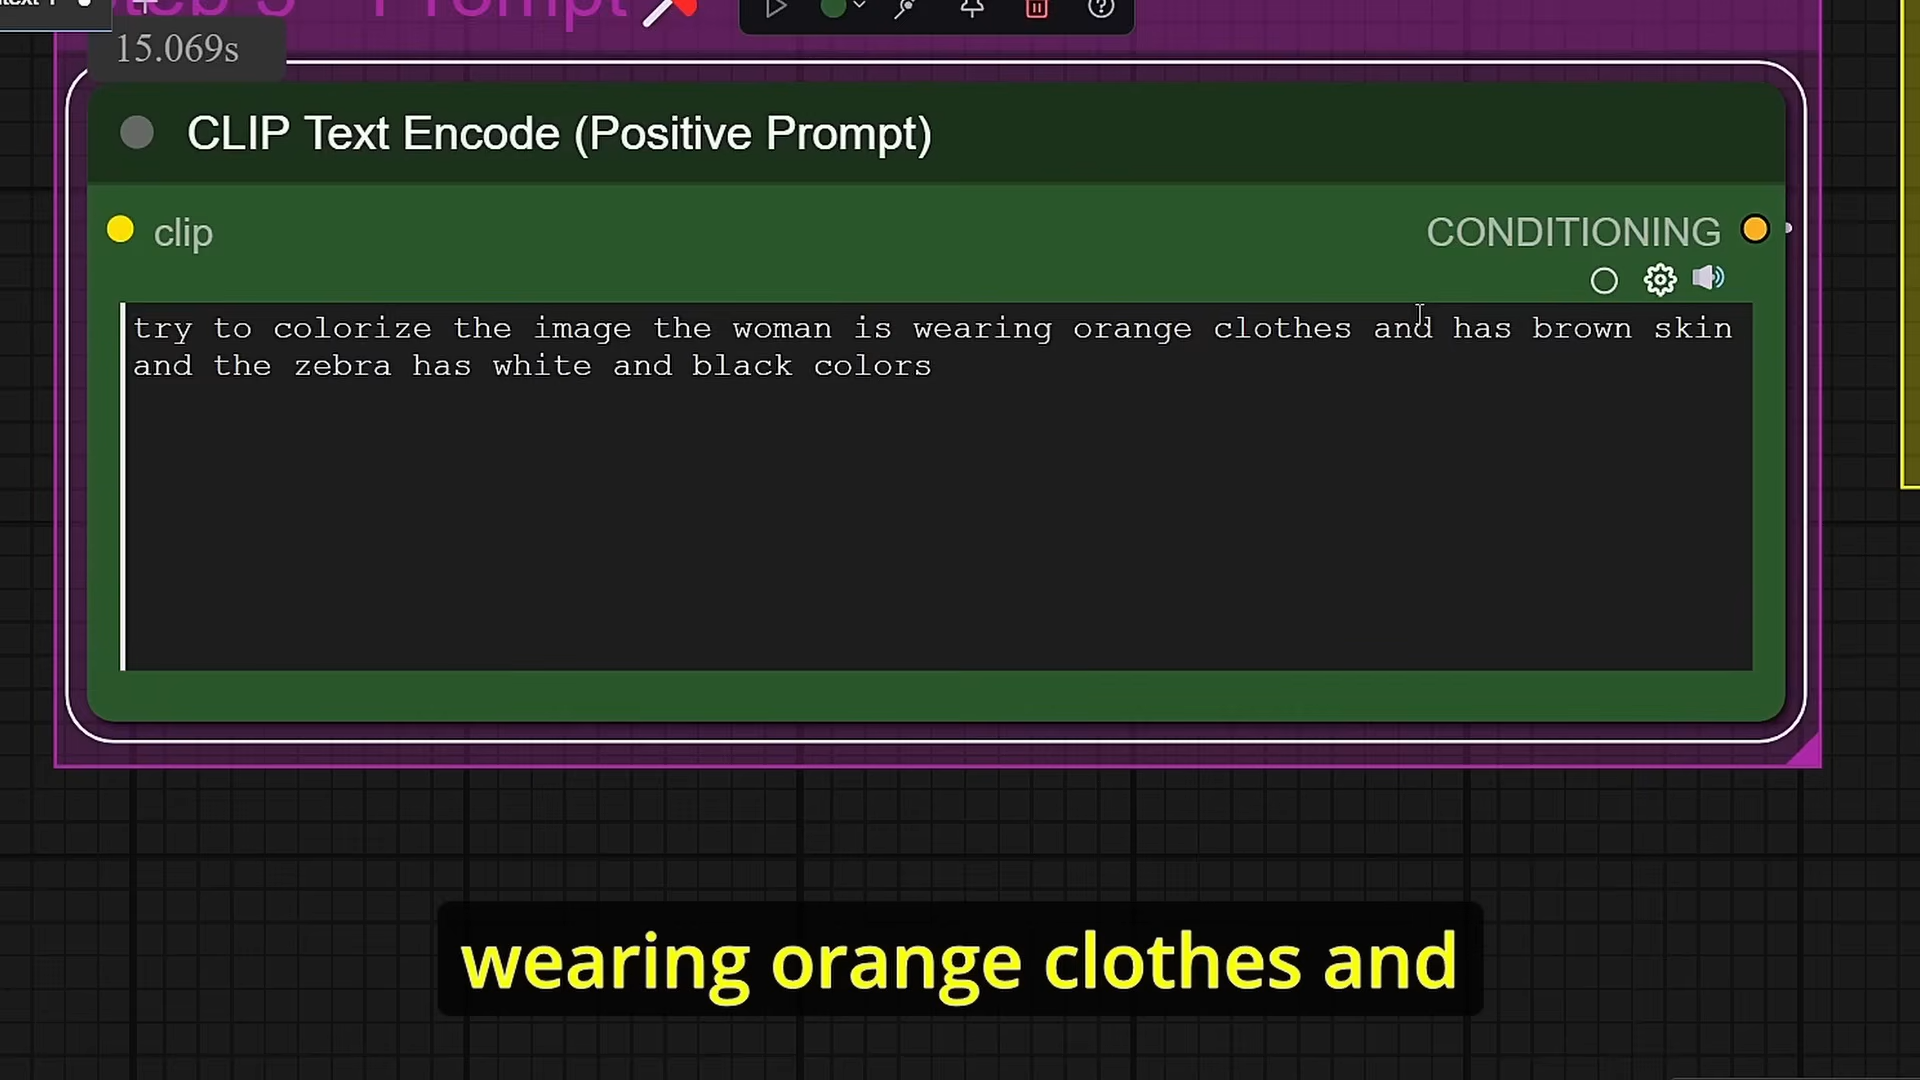 Prompt
15.069s
CLIP Text Encode (Positive Prompt)
clip
CONDITIONING
try to colorize the image the woman is wearing orange clothes and has brown skin
and the zebra has white and black colors
wearing orange clothes and